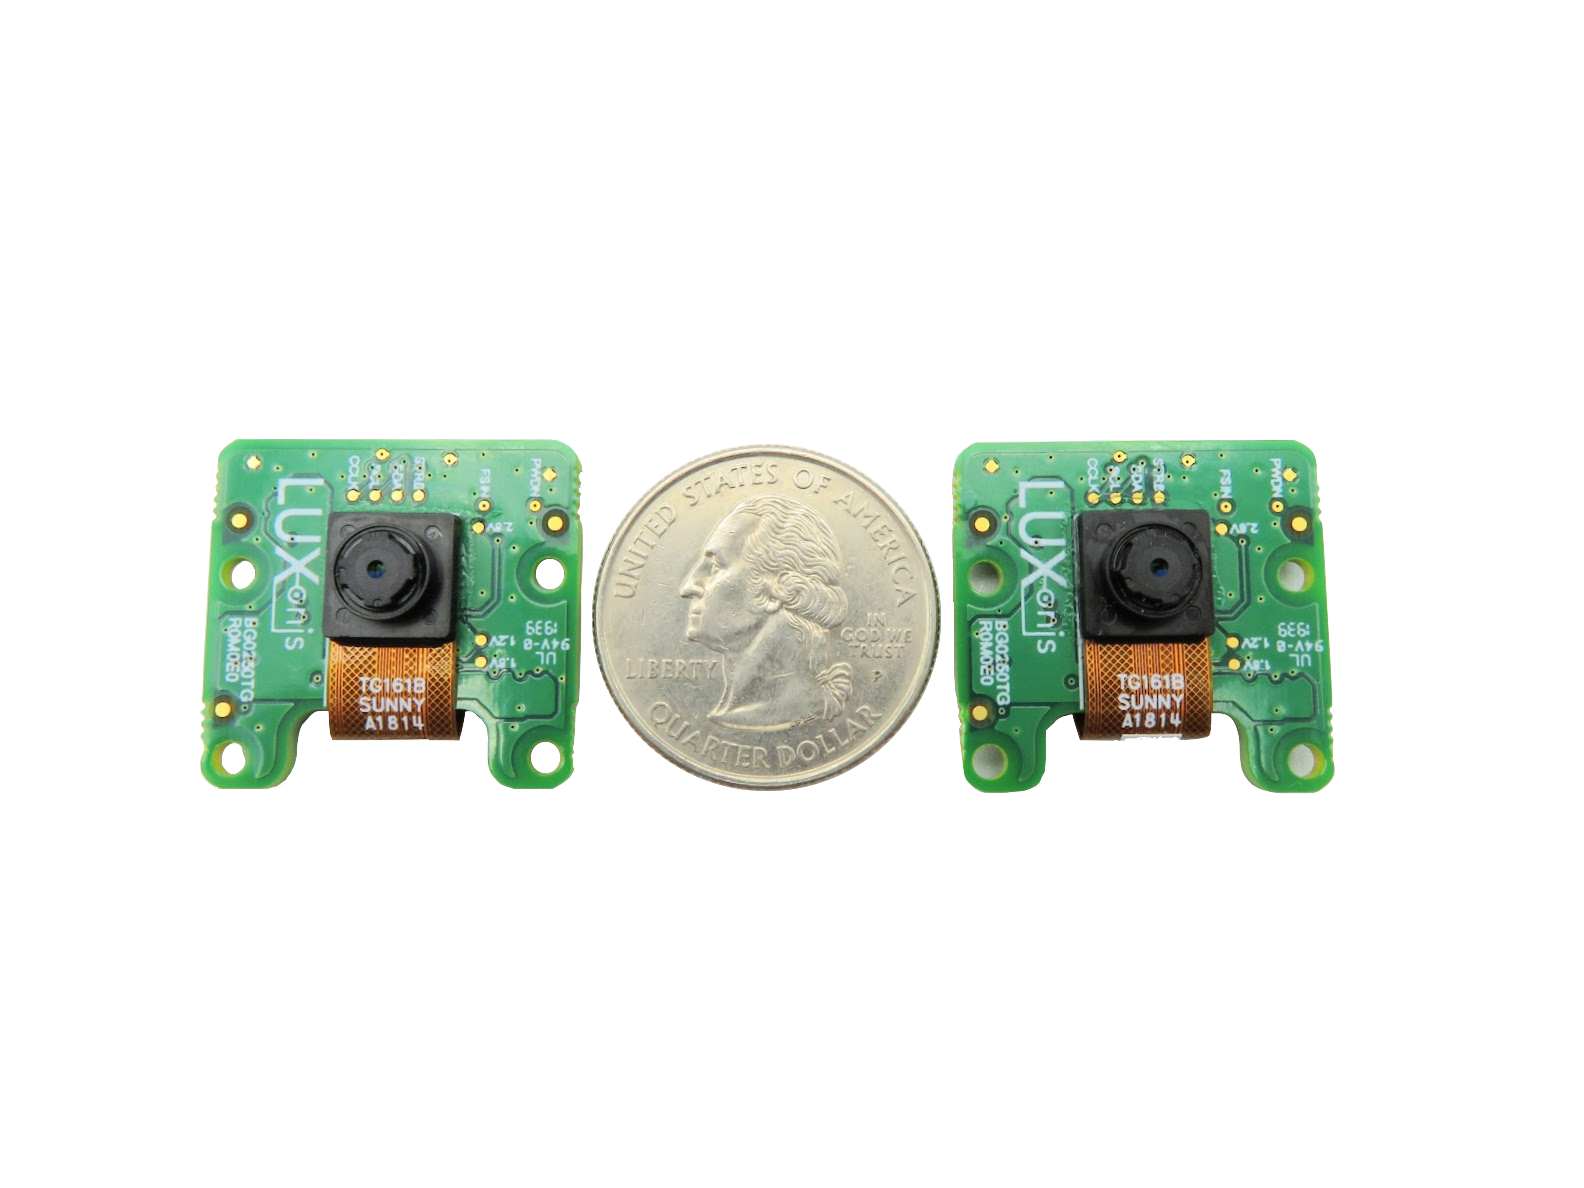 CCLK
SCL
SDA
STRB
FSIN
PWDN
LUXonis
2.8V
1939
94V-0
UL
1.2V
1.8V
BG0250TG
R0M0E0
TG161B
SUNNY
A1814
UNITED STATES OF AMERICA
LIBERTY
IN
GOD WE
TRUST
P
QUARTER DOLLAR
CCLK
SCL
SDA
STRB
FSIN
PWDN
LUXonis
2.8V
1939
94V-0
UL
1.2V
1.8V
BG0250TG
R0M0E0
TG161B
SUNNY
A1814